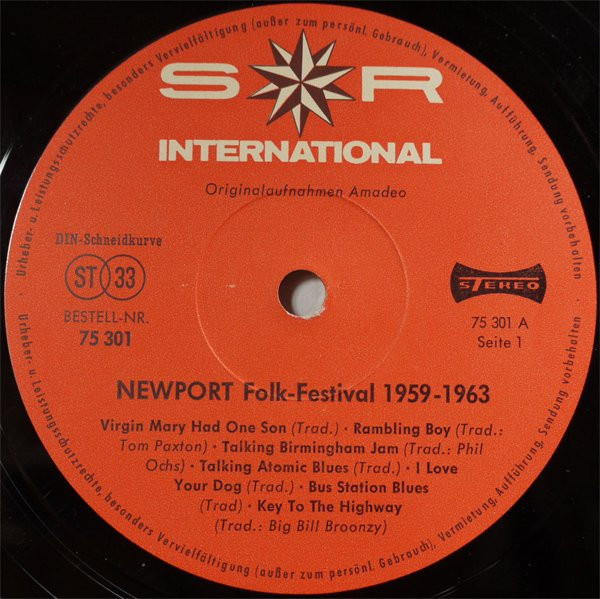 S R
INTERNATIONAL
Originalaufnahmen Amadeo
DIN-Schneidkurve
ST 33
BESTELL-NR.
75 301
STEREO
75 301 A
Seite 1
NEWPORT Folk-Festival 1959-1963
Virgin Mary Had One Son (Trad.) · Rambling Boy (Trad.:
Tom Paxton) · Talking Birmingham Jam (Trad.: Phil
Ochs) · Talking Atomic Blues (Trad.) · I Love
Your Dog (Trad.) · Bus Station Blues
(Trad) · Key To The Highway
(Trad.: Big Bill Broonzy)
Urheber- u. Leistungsschutzrechte, besonders Vervielfältigung (außer zum persönl. Gebrauch), Vermietung, Aufführung, Sendung vorbehalten
Urheber- u. Leistungsschutzrechte, besonders Vervielfältigung (außer zum persönl. Gebrauch), Vermietung, Aufführung, Sendung vorbehalten